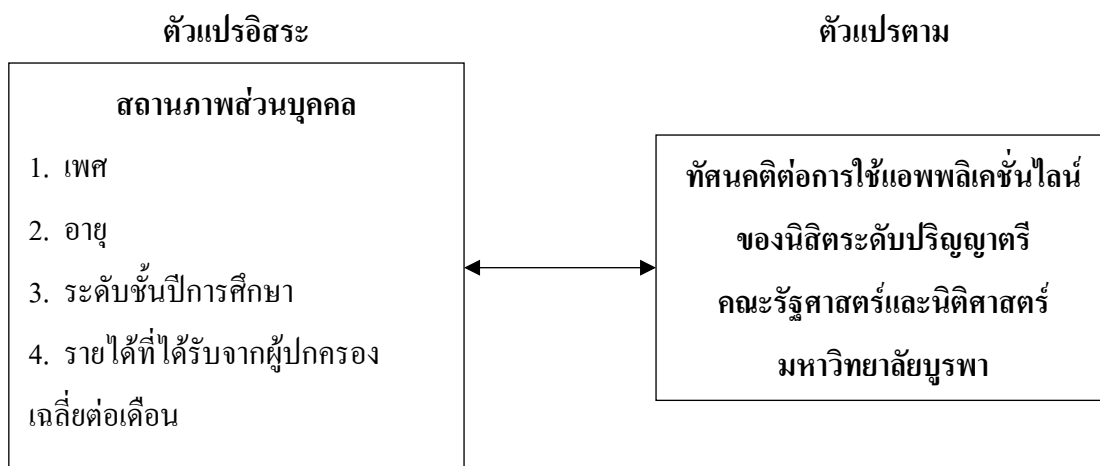 ตัวแปรอิสระ
ตัวแปรตาม
สถานภาพส่วนบุคคล
1. เพศ
2. อายุ
3. ระดับชั้นปีการศึกษา
4. รายได้ที่ได้รับจากผู้ปกครอง
เฉลี่ยต่อเดือน
ทัศนคติต่อการใช้แอพพลิเคชั่นไลน์
ของนิสิตระดับปริญญาตรี
คณะรัฐศาสตร์และนิติศาสตร์
มหาวิทยาลัยบูรพา